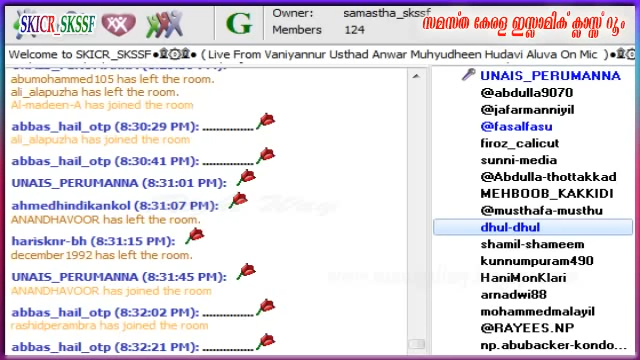 SKICR SKSSF
G
Owner: samastha_skssf
Members 124
സമസ്ത കേരള ഇസ്ലാമിക് ക്ലാസ്സ് റൂം
Welcome to SKICR_SKSSF ( Live From Vaniyannur Usthad Anwar Muhyudheen Hudavi Aluva On Mic )
abumohammed105 has left the room.
ali_alapuzha has left the room.
Al-madeen-A has joined the room
abbas_hail_otp (8:30:29 PM): ...............
ali_alapuzha has joined the room
abbas_hail_otp (8:30:41 PM): ...............
UNAIS_PERUMANNA (8:31:01 PM):
ahmedhindikankol (8:31:07 PM):
ANANDHAVOOR has left the room.
harisknr-bh (8:31:15 PM):
december1992 has left the room.
UNAIS_PERUMANNA (8:31:45 PM):
ANANDHAVOOR has joined the room
abbas_hail_otp (8:32:02 PM): ...............
rashidperambra has joined the room
abbas_hail_otp (8:32:21 PM): ...............
UNAIS_PERUMANNA
@abdulla9070
@jafarmanniyil
@fasalfasu
firoz_calicut
sunni-media
@Abdulla-thottakkad
MEHBOOB_KAKKIDI
@musthafa-musthu
dhul-dhul
shamil-shameem
kunnumpuram490
HaniMonKlari
arnadwi88
mohammedmalayil
@RAYEES.NP
np.abubacker-kondo...